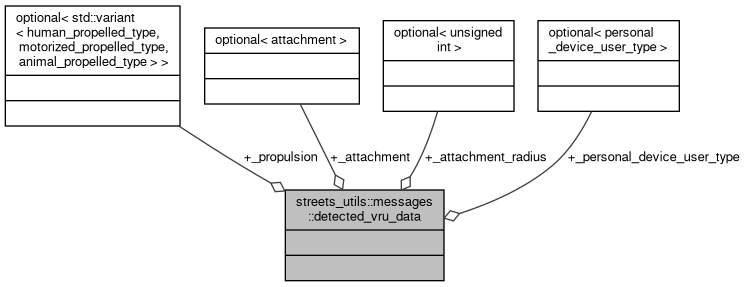 optional< std::variant
< human_propelled_type,
motorized_propelled_type,
animal_propelled_type > >
optional< attachment >
optional< unsigned
int >
optional< personal
_device_user_type >
+_propulsion
+_attachment
+_attachment_radius
+_personal_device_user_type
streets_utils::messages
::detected_vru_data